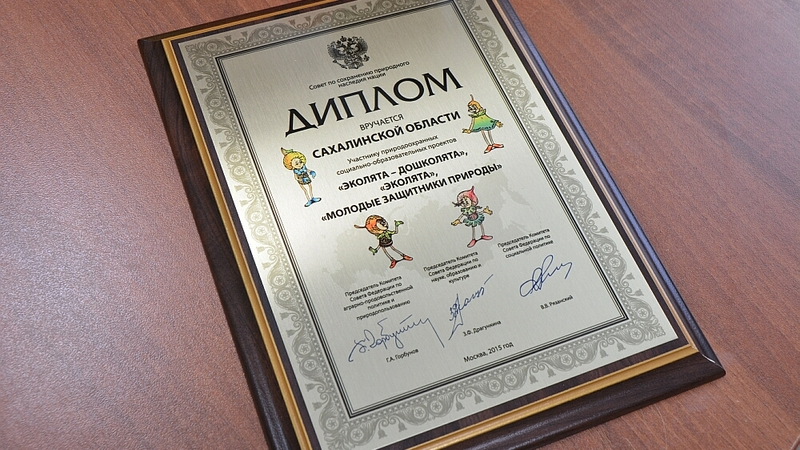 Совет по сохранению природного
наследия нации
ДИПЛОМ
ВРУЧАЕТСЯ
САХАЛИНСКОЙ ОБЛАСТИ
Участнику природоохранных
социально-образовательных проектов
«ЭКОЛЯТА – ДОШКОЛЯТА»,
«ЭКОЛЯТА»,
«МОЛОДЫЕ ЗАЩИТНИКИ ПРИРОДЫ»
Председатель Комитета
Совета Федерации по
аграрно-продовольственной
политике и
природопользованию
Г.А. Горбунов
Председатель Комитета
Совета Федерации по
науке, образованию и
культуре
З.Ф. Драгункина
Председатель Комитета
Совета Федерации по
социальной политике
В.В. Рязанский
Москва, 2015 год